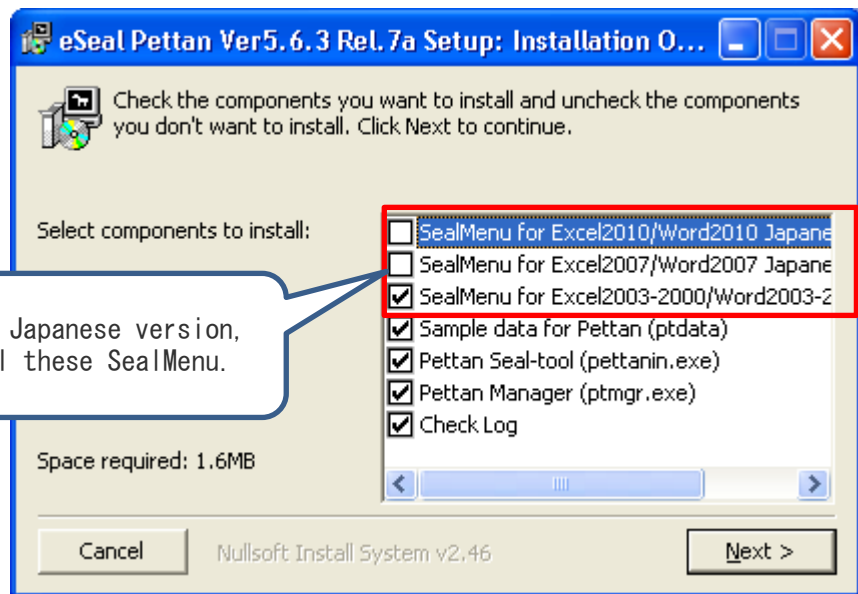 eSeal Pettan Ver5.6.3 Rel.7a Setup: Installation O...
Check the components you want to install and uncheck the components
you don't want to install. Click Next to continue.
Select components to install:
SealMenu for Excel2010/Word2010 Japane
SealMenu for Excel2007/Word2007 Japane
SealMenu for Excel2003-2000/Word2003-2
Sample data for Pettan (ptdata)
Pettan Seal-tool (pettanin.exe)
Pettan Manager (ptmgr.exe)
Check Log
Japanese version,
these SealMenu.
Space required: 1.6MB
Cancel
Nullsoft Install System v2.46
Next >